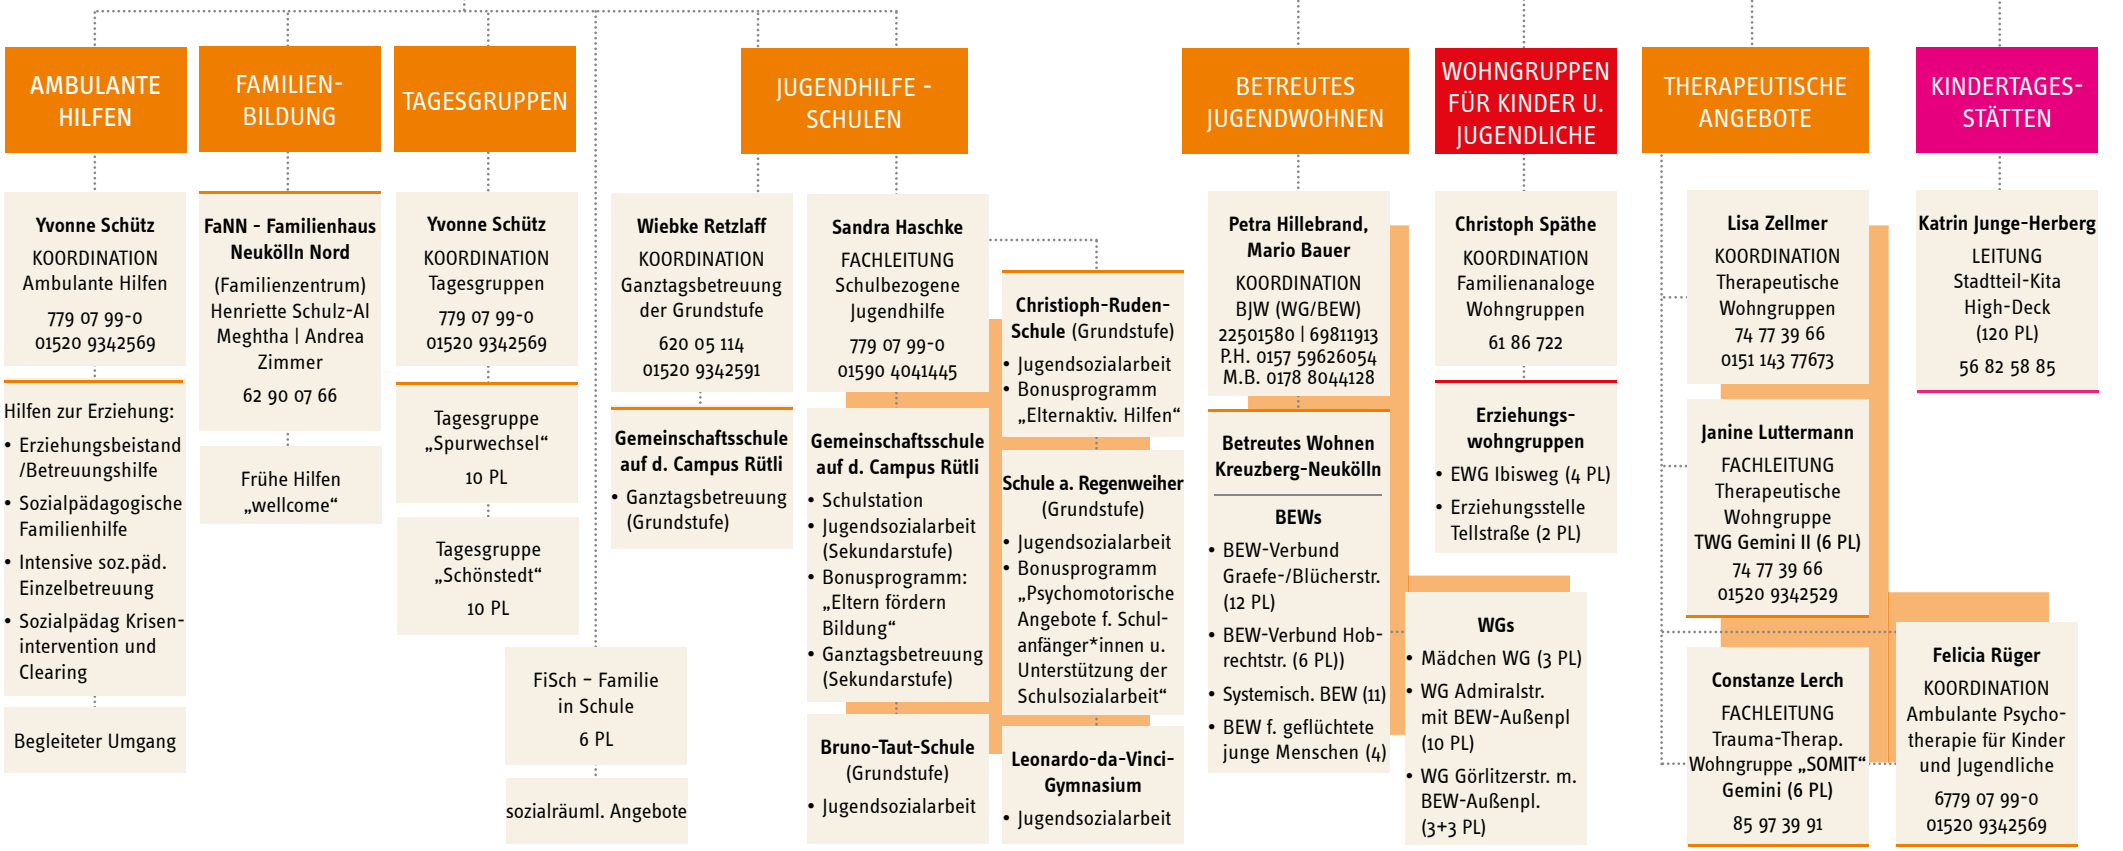 AMBULANTE
HILFEN
Yvonne Schütz
KOORDINATION
Ambulante Hilfen
779 07 99-0
01520 9342569
Hilfen zur Erziehung:
• Erziehungsbeistand
/Betreuungshilfe
• Sozialpädagogische
Familienhilfe
• Intensive soz.päd.
Einzelbetreuung
• Sozialpädag Krisen-
intervention und
Clearing
Begleiteter Umgang
FAMILIEN-
BILDUNG
FaNN - Familienhaus
Neukölln Nord
(Familienzentrum)
Henriette Schulz-Al
Meghtha | Andrea
Zimmer
62 90 07 66
Frühe Hilfen
„wellcome“
TAGESGRUPPEN
Yvonne Schütz
KOORDINATION
Tagesgruppen
779 07 99-0
01520 9342569
Tagesgruppe
„Spurwechsel“
10 PL
Tagesgruppe
„Schönstedt“
10 PL
FiSch – Familie
in Schule
6 PL
sozialräuml. Angebote
JUGENDHILFE -
SCHULEN
Wiebke Retzlaff
KOORDINATION
Ganztagsbetreuung
der Grundstufe
620 05 114
01520 9342591
Gemeinschaftsschule
auf d. Campus Rütli
• Ganztagsbetreuung
(Grundstufe)
Sandra Haschke
FACHLEITUNG
Schulbezogene
Jugendhilfe
779 07 99-0
01590 4041445
Gemeinschaftsschule
auf d. Campus Rütli
• Schulstation
• Jugendsozialarbeit
(Sekundarstufe)
• Bonusprogramm:
„Eltern fördern
Bildung“
• Ganztagsbetreuung
(Sekundarstufe)
Bruno-Taut-Schule
(Grundstufe)
• Jugendsozialarbeit
Christioph-Ruden-
Schule (Grundstufe)
• Jugendsozialarbeit
• Bonusprogramm
„Elternaktiv. Hilfen“
Schule a. Regenweiher
(Grundstufe)
• Jugendsozialarbeit
• Bonusprogramm
„Psychomotorische
Angebote f. Schul-
anfänger*innen u.
Unterstützung der
Schulsozialarbeit“
Leonardo-da-Vinci-
Gymnasium
• Jugendsozialarbeit
BETREUTES
JUGENDWOHNEN
Petra Hillebrand,
Mario Bauer
KOORDINATION
BJW (WG/BEW)
22501580 | 69811913
P.H. 0157 59626054
M.B. 0178 8044128
Betreutes Wohnen
Kreuzberg-Neukölln
BEWs
• BEW-Verbund
Graefe-/Blücherstr.
(12 PL)
• BEW-Verbund Hob-
rechtstr. (6 PL))
• Systemisch. BEW (11)
• BEW f. geflüchtete
junge Menschen (4)
WGs
• Mädchen WG (3 PL)
• WG Admiralstr.
mit BEW-Außenpl
(10 PL)
• WG Görlitzerstr. m.
BEW-Außenpl.
(3+3 PL)
WOHNGRUPPEN
FÜR KINDER U.
JUGENDLICHE
Christoph Späthe
KOORDINATION
Familienanaloge
Wohngruppen
61 86 722
Erziehungs-
wohngruppen
• EWG Ibisweg (4 PL)
• Erziehungsstelle
Tellstraße (2 PL)
THERAPEUTISCHE
ANGEBOTE
Lisa Zellmer
KOORDINATION
Therapeutische
Wohngruppen
74 77 39 66
0151 143 77673
Janine Luttermann
FACHLEITUNG
Therapeutische
Wohngruppe
TWG Gemini II (6 PL)
74 77 39 66
01520 9342529
Constanze Lerch
FACHLEITUNG
Trauma-Therap.
Wohngruppe „SOMIT“
Gemini (6 PL)
85 97 39 91
Felicia Rüger
KOORDINATION
Ambulante Psycho-
therapie für Kinder
und Jugendliche
6779 07 99-0
01520 9342569
KINDERTAGES-
STÄTTEN
Katrin Junge-Herberg
LEITUNG
Stadtteil-Kita
High-Deck
(120 PL)
56 82 58 85